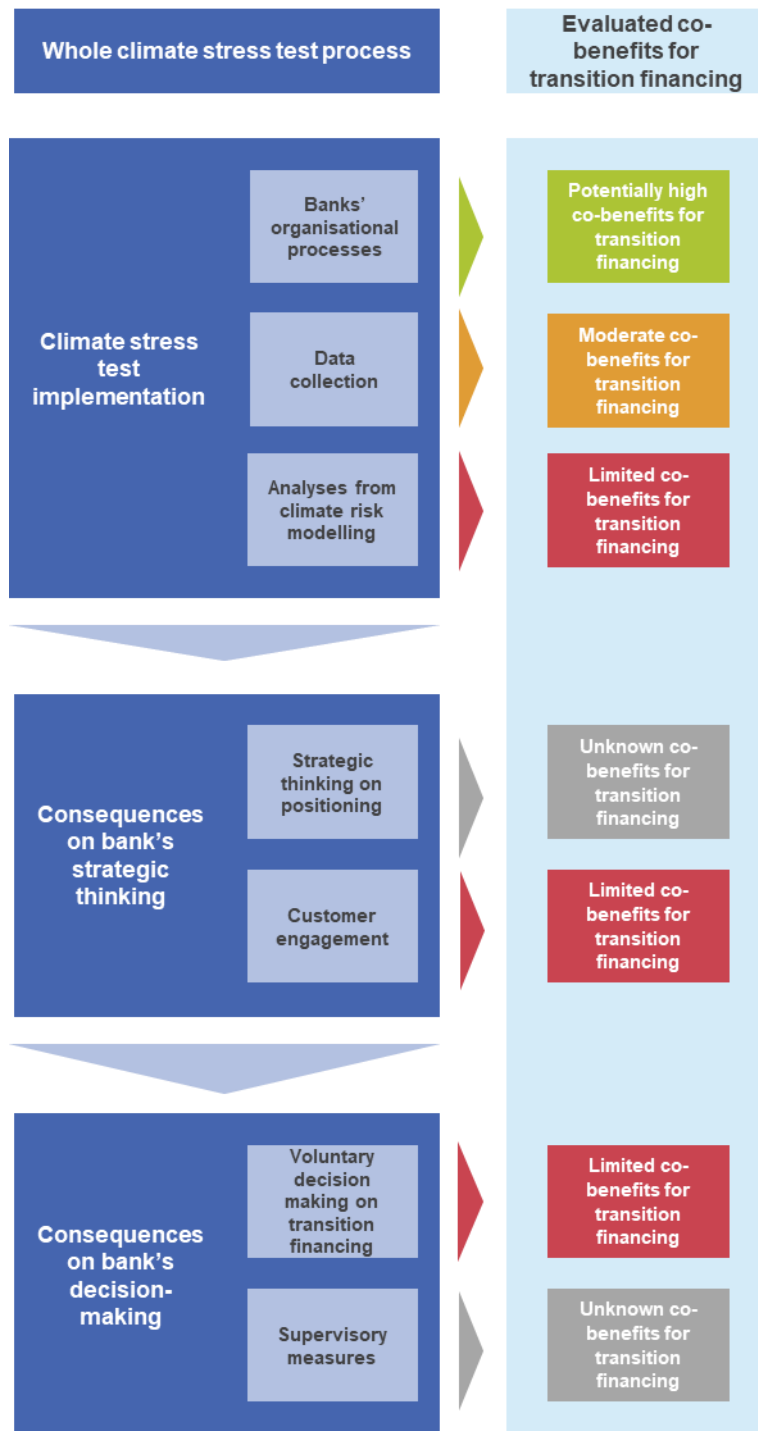 Whole climate stress test process
Evaluated co-
benefits for
transition financing
Climate stress
test
implementation
Banks’
organisational
processes
Potentially high
co-benefits for
transition
financing
Data
collection
Moderate co-
benefits for
transition
financing
Analyses from
climate risk
modelling
Limited co-
benefits for
transition
financing
Consequences
on bank’s
strategic
thinking
Strategic
thinking on
positioning
Unknown co-
benefits for
transition
financing
Customer
engagement
Limited co-
benefits for
transition
financing
Consequences
on bank’s
decision-
making
Voluntary
decision
making on
transition
financing
Limited co-
benefits for
transition
financing
Supervisory
measures
Unknown co-
benefits for
transition
financing